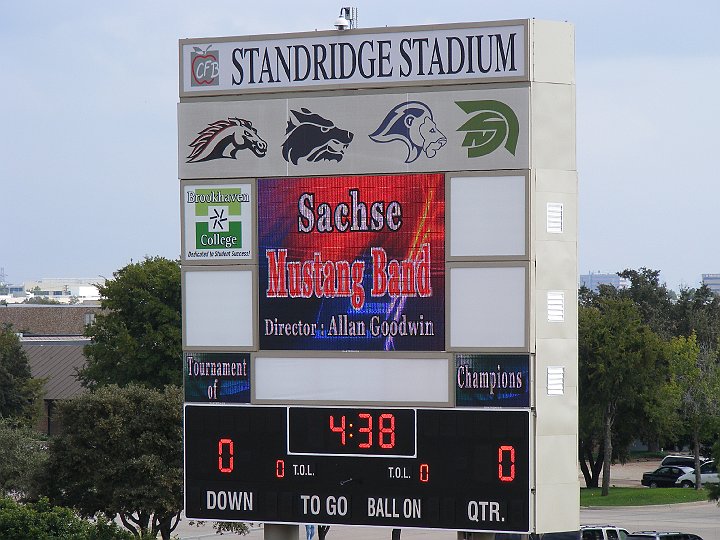 CFB
STANDRIDGE STADIUM
Brookhaven
College
Dedicated to Student Success!
Sachse
Mustang Band
Director : Allan Goodwin
Tournament
of
Champions
4:38
0
0 T.O.L.
T.O.L. 0
0
DOWN
TO GO
BALL ON
QTR.